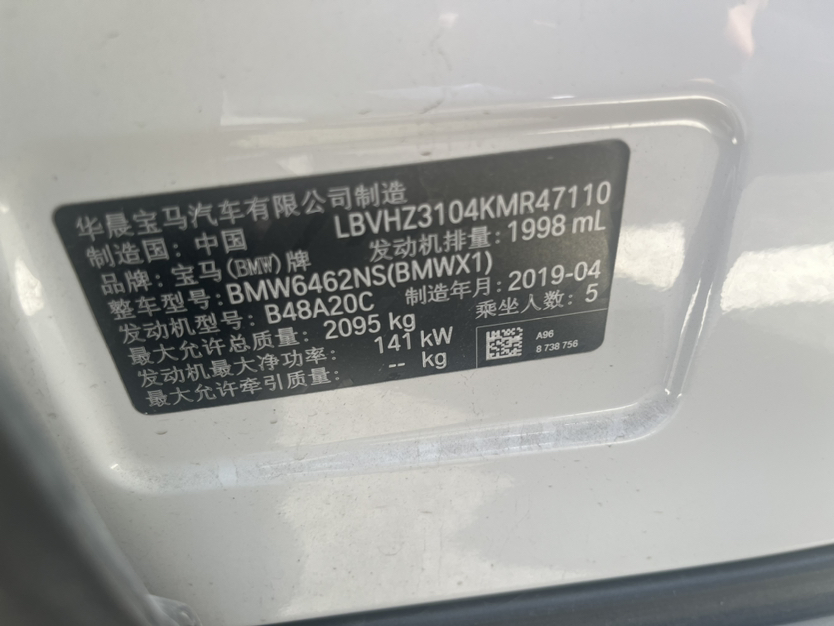 华晨宝马汽车有限公司制造
LBVHZ3104KMR47110
制造国: 中国 发动机排量: 1998 mL
品牌: 宝马(BMW)牌
整车型号: BMW6462NS(BMWX1)
发动机型号: B48A20C 制造年月: 2019-04
最大允许总质量: 2095 kg 乘坐人数: 5
发动机最大净功率: 141 kW
最大允许牵引质量: -- kg
A96
8 738 756